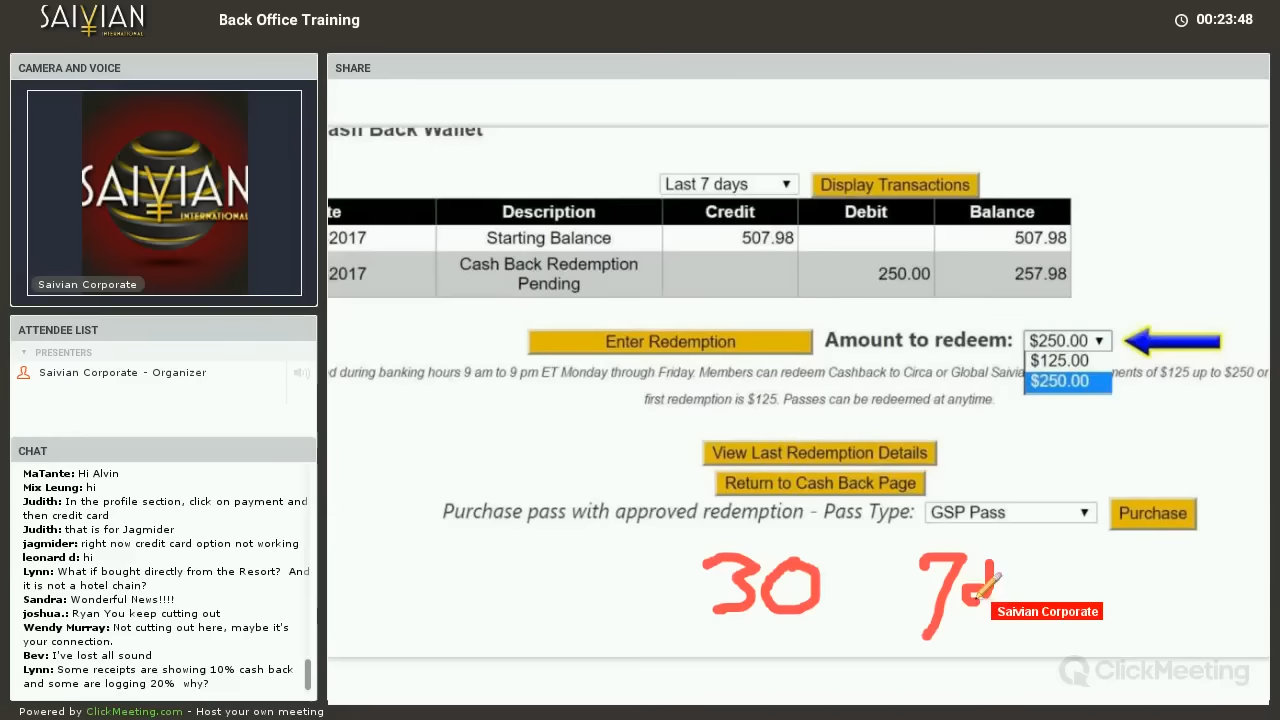 SAIVIAN
INTERNATIONAL
Back Office Training
00:23:48
CAMERA AND VOICE
SAIVIAN
INTERNATIONAL
Saivian Corporate
ATTENDEE LIST
PRESENTERS
Saivian Corporate - Organizer
CHAT
MaTante: Hi Alvin
Mix Leung: hi
Judith: In the profile section, click on payment and
then credit card
Judith: that is for Jagmider
jagmider: right now credit card option not working
leonard d: hi
Lynn: What if bought directly from the Resort? And
it is not a hotel chain?
Sandra: Wonderful News!!!!
joshua.: Ryan You keep cutting out
Wendy Murray: Not cutting out here, maybe it's
your connection.
Bev: I've lost all sound
Lynn: Some receipts are showing 10% cash back
and some are logging 20% why?
SHARE
ash Back Wallet
Last 7 days Display Transactions
te Description Credit Debit Balance
2017 Starting Balance 507.98 507.98
2017 Cash Back Redemption Pending 250.00 257.98
Enter Redemption Amount to redeem: $250.00
$125.00
$250.00
d during banking hours 9 am to 9 pm ET Monday through Friday. Members can redeem Cashback to Circa or Global Saivia nents of $125 up to $250 or
first redemption is $125. Passes can be redeemed at anytime.
View Last Redemption Details
Return to Cash Back Page
Purchase pass with approved redemption - Pass Type: GSP Pass Purchase
30 7d
Saivian Corporate
ClickMeeting
Powered by ClickMeeting.com - Host your own meeting